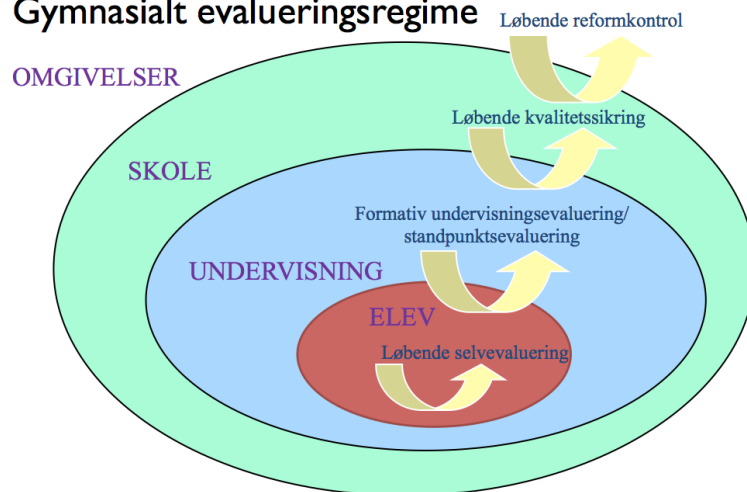 Gymnasialt evalueringsregime
Løbende reformkontrol
OMGIVELSER
Løbende kvalitetssikring
SKOLE
Formativ undervisningsevaluering/
standpunktsevaluering
UNDERVISNING
ELEV
Løbende selvevaluering